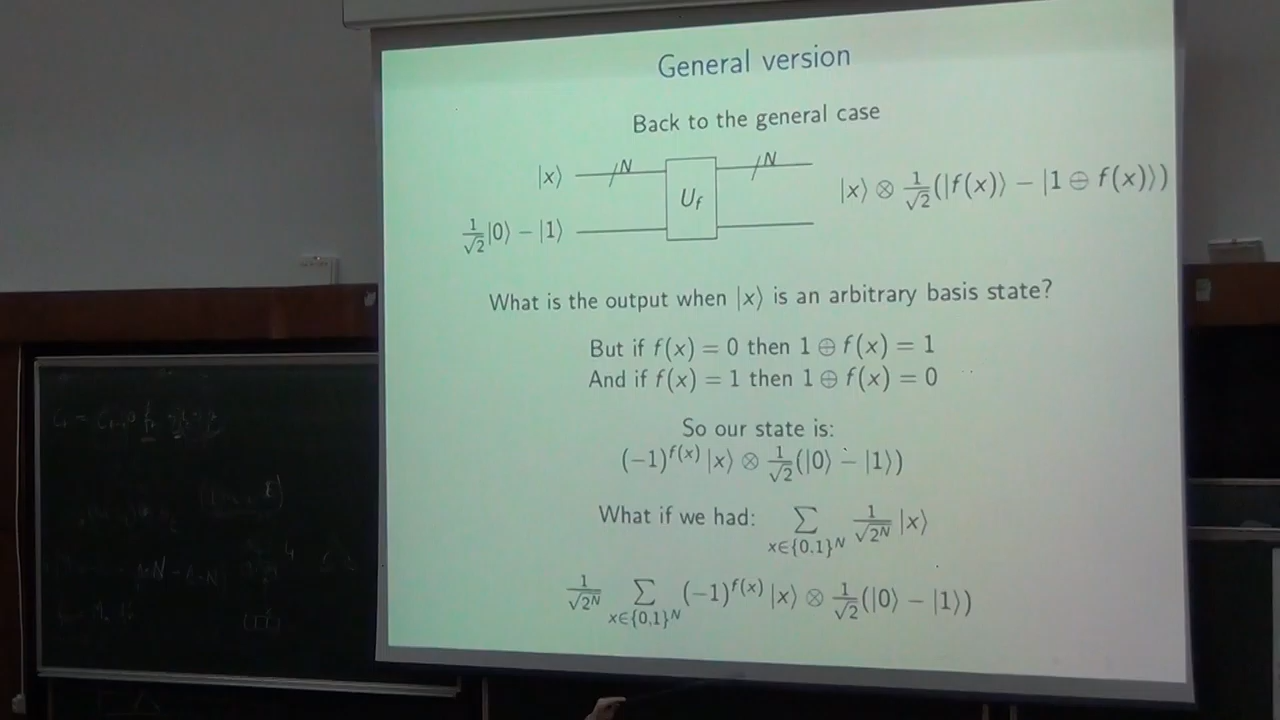 General version
Back to the general case
|x⟩ N N
U_f |x⟩ ⊗ 1/√2(|f(x)⟩ − |1 ⊕ f(x)⟩)
1/√2|0⟩ − |1⟩
What is the output when |x⟩ is an arbitrary basis state?
But if f(x) = 0 then 1 ⊕ f(x) = 1
And if f(x) = 1 then 1 ⊕ f(x) = 0
So our state is:
(−1)^{f(x)} |x⟩ ⊗ 1/√2(|0⟩ − |1⟩)
What if we had: ∑_{x∈{0.1}^N} 1/√2^N |x⟩
1/√2^N ∑_{x∈{0,1}^N} (−1)^{f(x)} |x⟩ ⊗ 1/√2(|0⟩ − |1⟩)